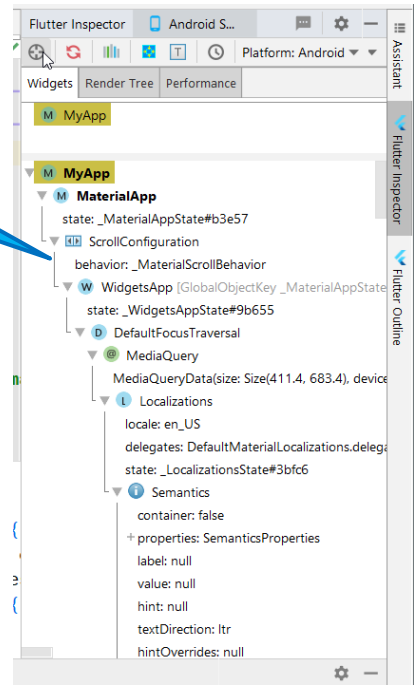 Flutter Inspector Android S...
Platform: Android
Widgets Render Tree Performance
M MyApp
M MyApp
M MaterialApp
state: _MaterialAppState#b3e57
ScrollConfiguration
behavior: _MaterialScrollBehavior
W WidgetsApp [GlobalObjectKey _MaterialAppState
state: _WidgetsAppState#9b655
D DefaultFocusTraversal
@ MediaQuery
MediaQueryData(size: Size(411.4, 683.4), device
L Localizations
locale: en_US
delegates: DefaultMaterialLocalizations.delega
state: _LocalizationsState#3bfc6
Semantics
container: false
+ properties: SemanticsProperties
label: null
value: null
hint: null
textDirection: ltr
hintOverrides: null
Assistant
Flutter Inspector
Flutter Outline